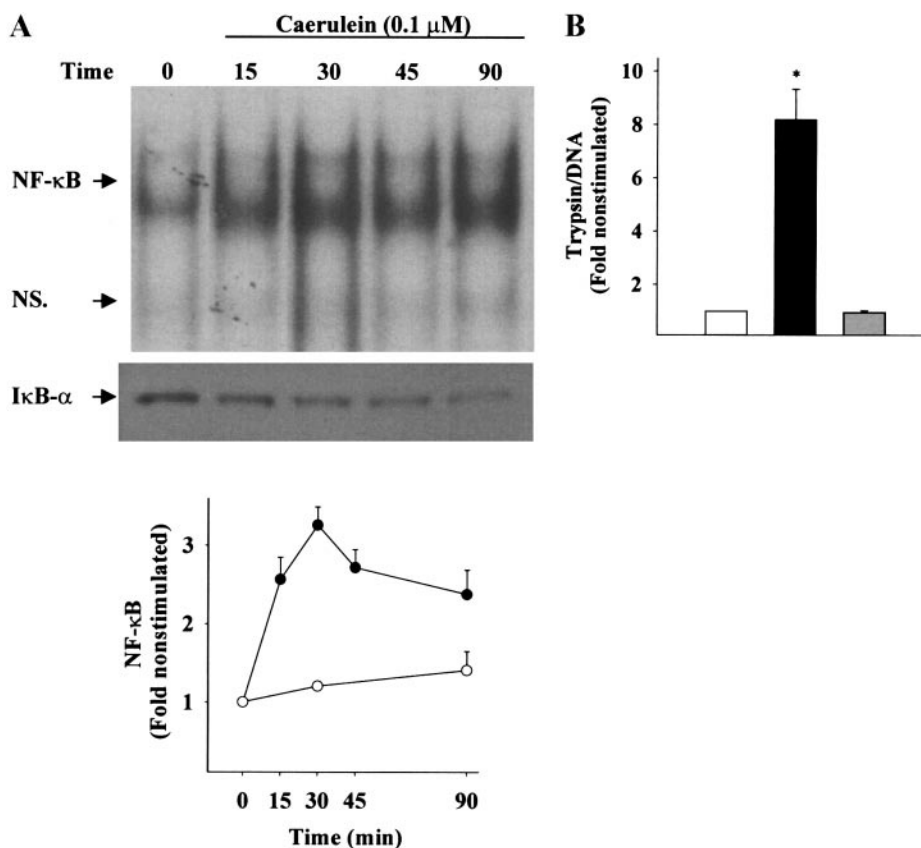 A
Caerulein (0.1 μM)
Time 0 15 30 45 90
NF-κB
NS.
IκB-α
3
2
1
NF-κB
(Fold nonstimulated)
0 15 30 45 90
Time (min)
B
10
8
6
4
2
Trypsin/DNA
(Fold nonstimulated)
*